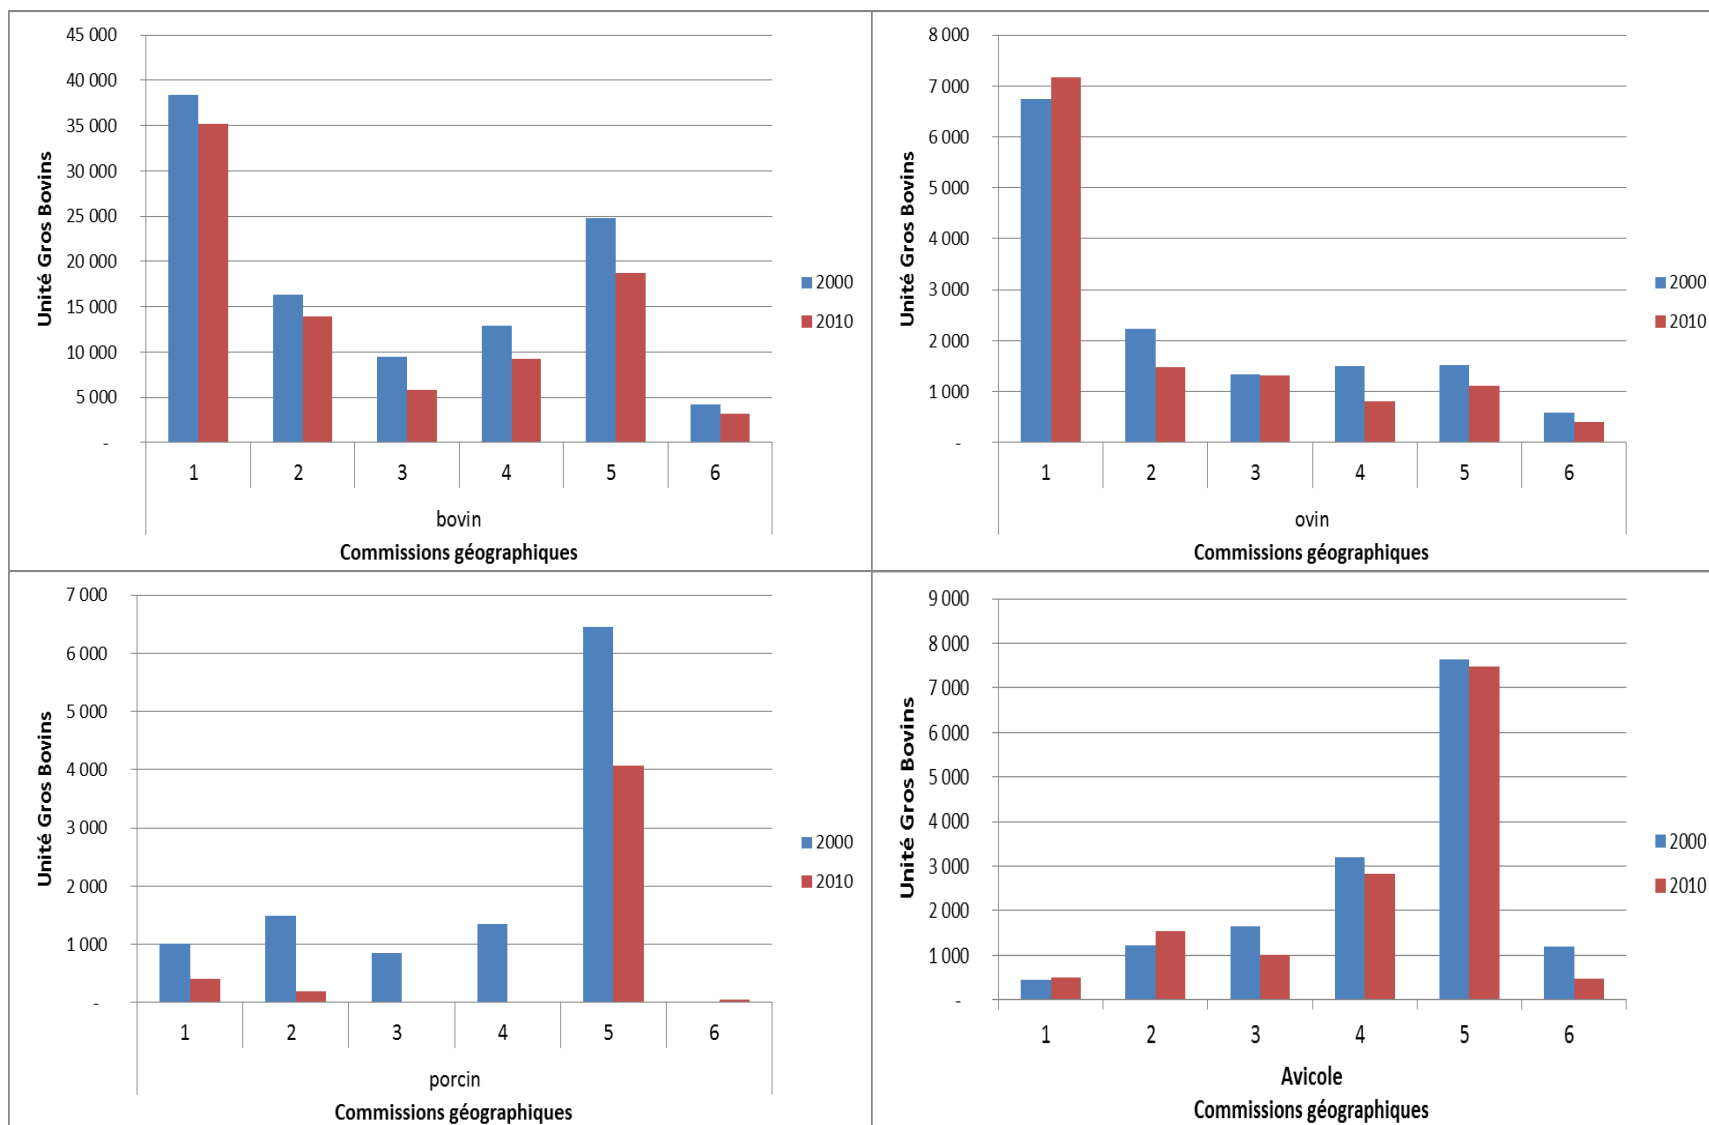 45 000
40 000
35 000
30 000
25 000
20 000
15 000
10 000
5 000
-
Unité Gros Bovins
1 2 3 4 5 6
bovin
Commissions géographiques
2000
2010
8 000
7 000
6 000
5 000
4 000
3 000
2 000
1 000
-
Unité Gros Bovins
1 2 3 4 5 6
ovin
Commissions géographiques
2000
2010
7 000
6 000
5 000
4 000
3 000
2 000
1 000
-
Unité Gros Bovins
1 2 3 4 5 6
porcin
Commissions géographiques
2000
2010
9 000
8 000
7 000
6 000
5 000
4 000
3 000
2 000
1 000
-
Unité Gros Bovins
1 2 3 4 5 6
Avicole
Commissions géographiques
2000
2010